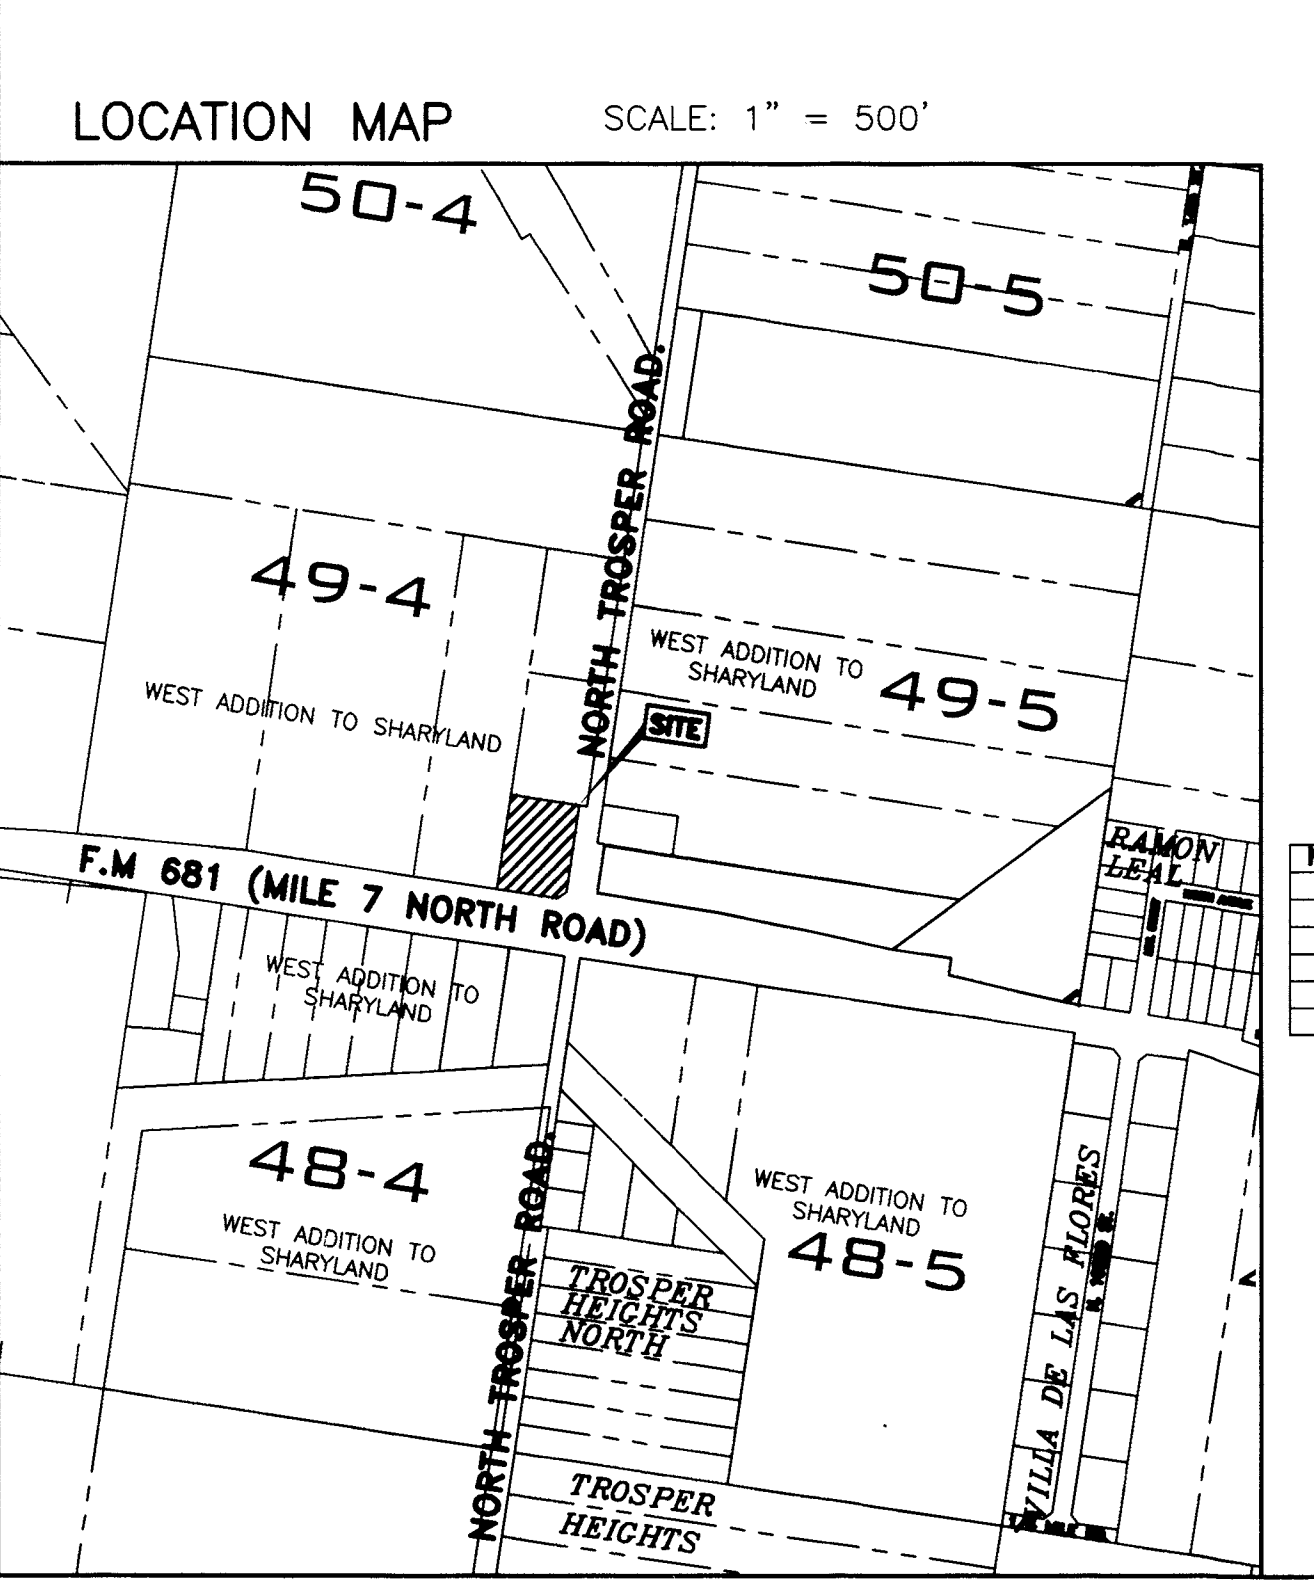 LOCATION MAP
SCALE: 1" = 500'
50-4
50-5
NORTH TROSPER ROAD.
49-4
WEST ADDITION TO SHARYLAND
WEST ADDITION TO
SHARYLAND
49-5
SITE
RAMON
LEAL
F.M 681 (MILE 7 NORTH ROAD)
WEST ADDITION TO
SHARYLAND
48-4
WEST ADDITION TO
SHARYLAND
NORTH TROSPER ROAD.
WEST ADDITION TO
SHARYLAND
48-5
TROSPER
HEIGHTS
NORTH
VILLA DE LAS FLORES
TROSPER
HEIGHTS